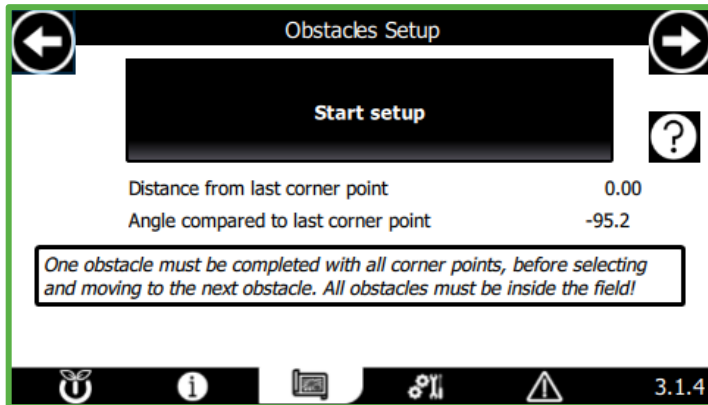 Obstacles Setup
Start setup
?
Distance from last corner point 0.00
Angle compared to last corner point -95.2
One obstacle must be completed with all corner points, before selecting
and moving to the next obstacle. All obstacles must be inside the field!
3.1.4